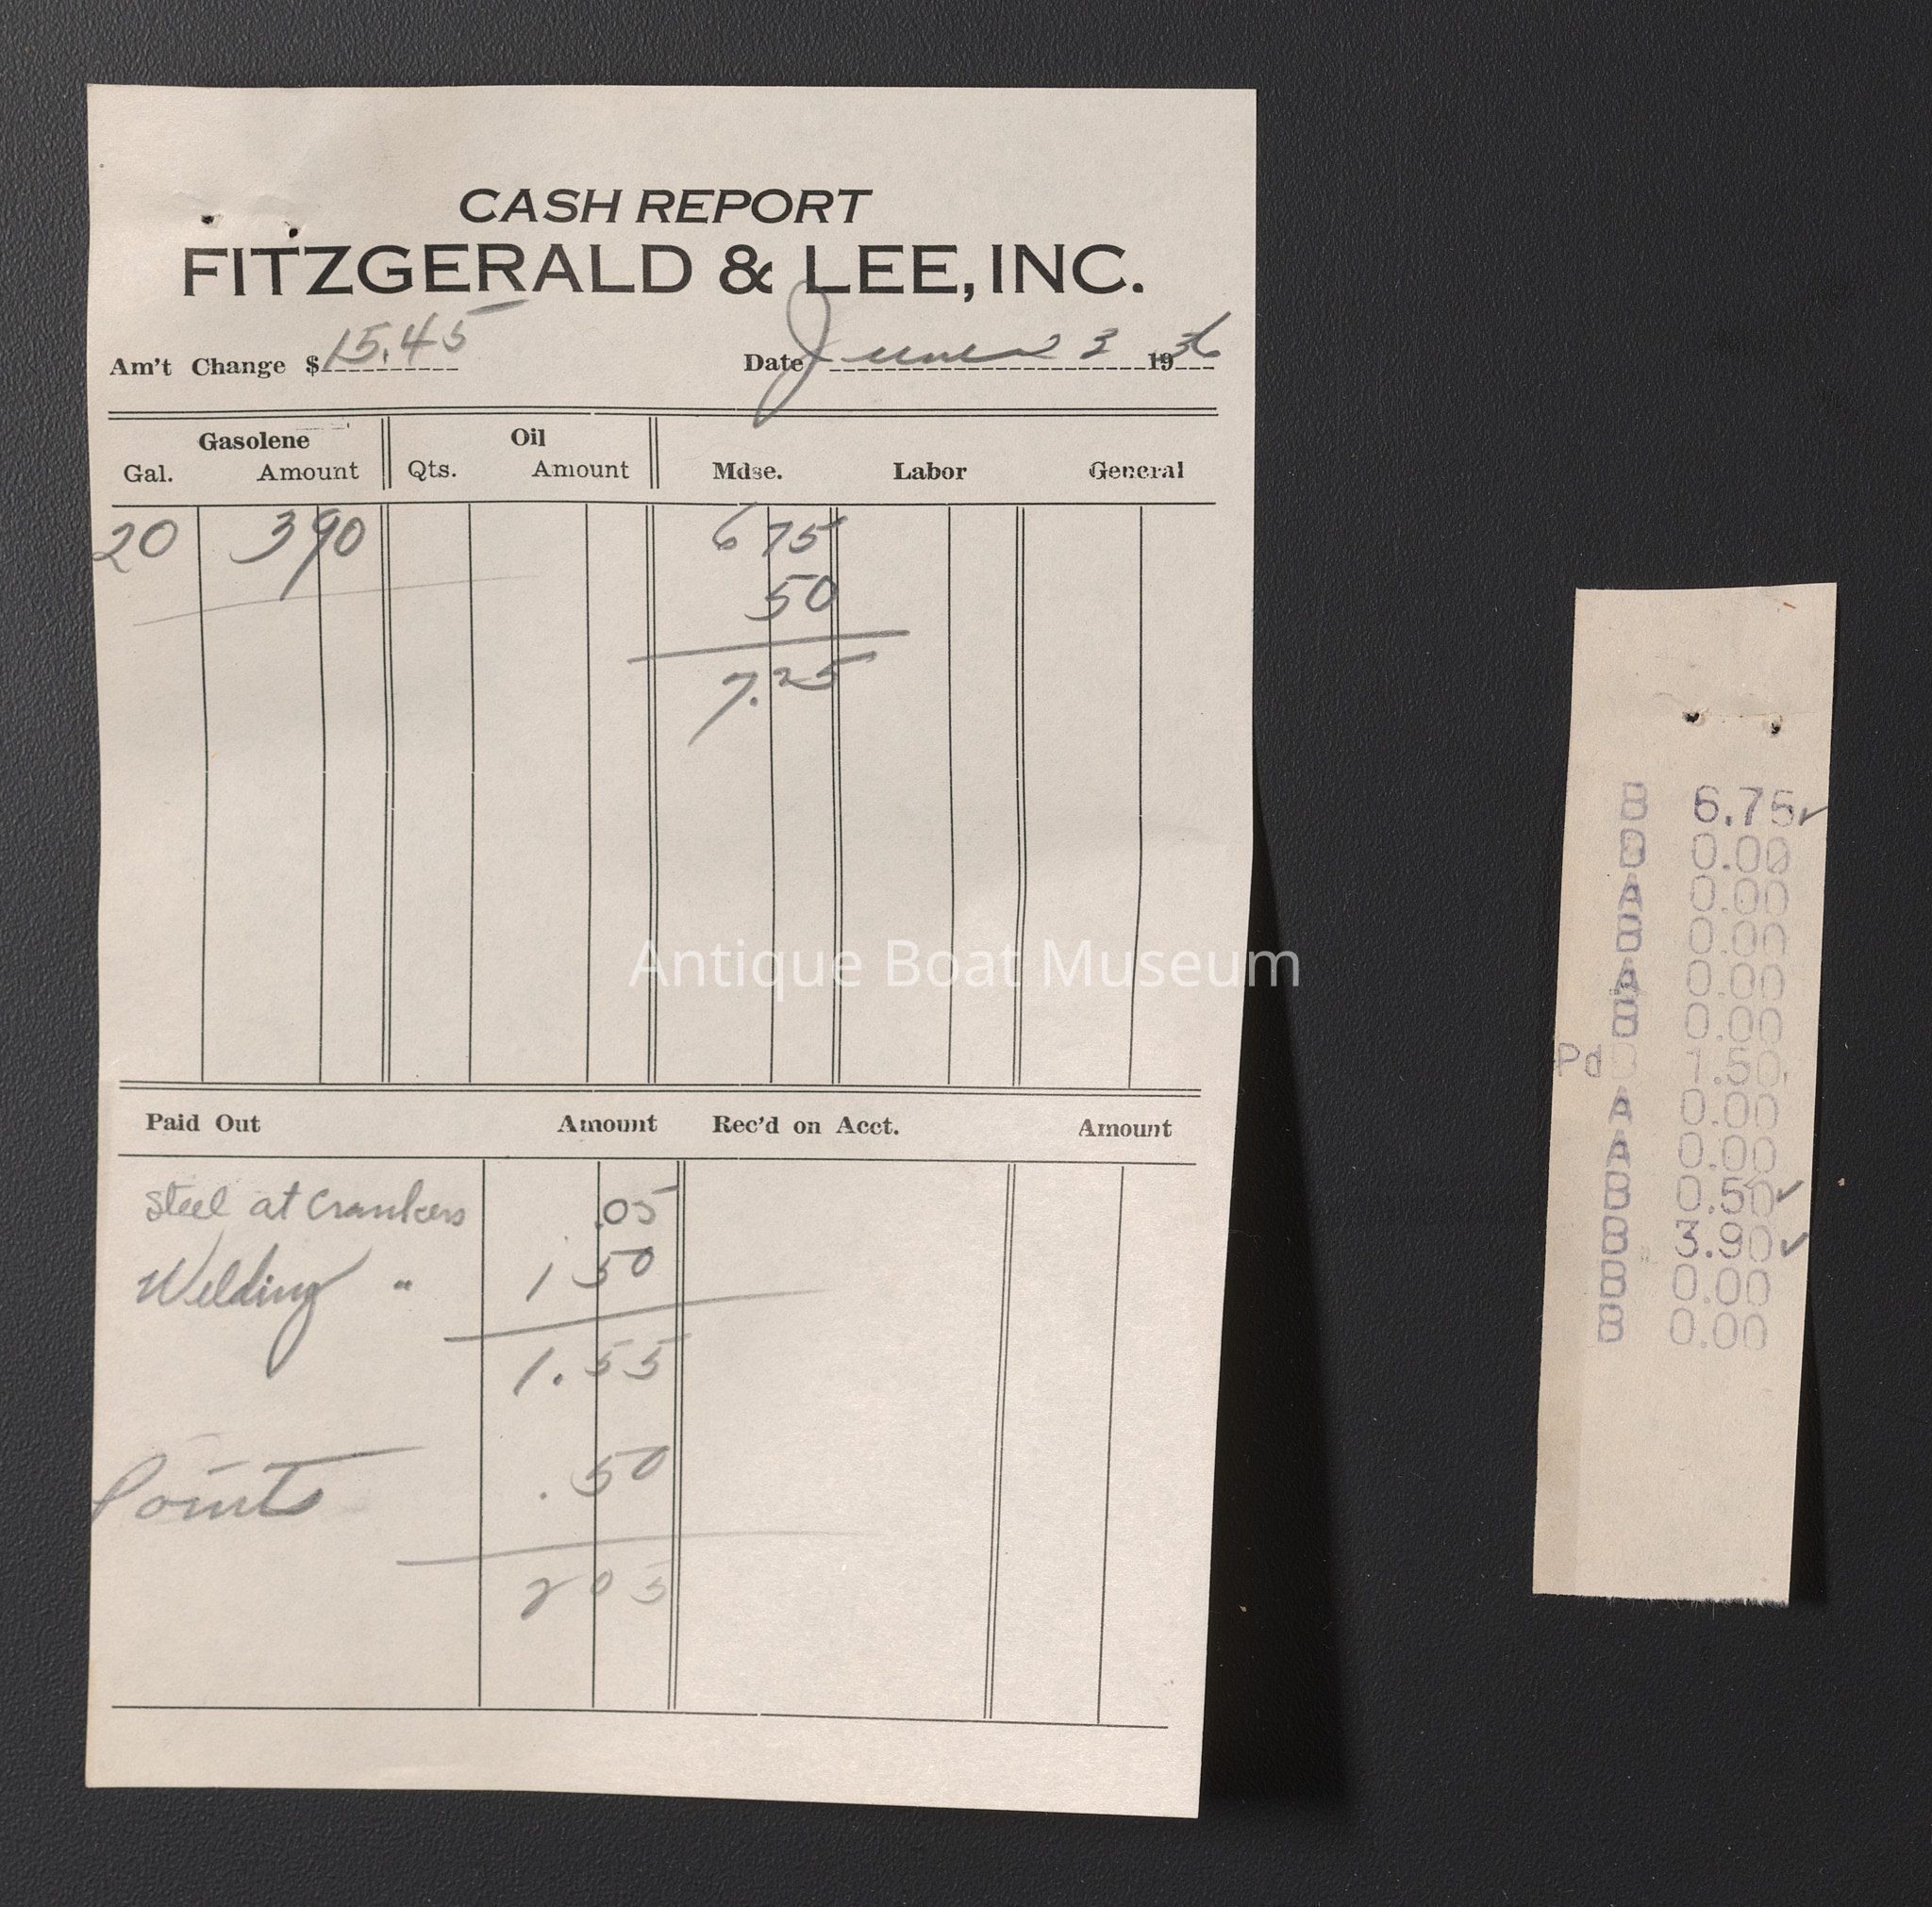 CASH REPORT
FITZGERALD & LEE, INC.
Am't Change $ 15.45
Date June 23 1936
Gasolene Oil
Gal. Amount Qts. Amount Mdse. Labor General
20 3 90 6 75
50
7.25
Antique Boat Museum
Paid Out Amount Rec'd on Acct. Amount
Steel at Crankers .05
Welding " 1 50
1.55
Points .50
2 05
B 6.75✓
D 0.00
A 0.00
B 0.00
A 0.00
B 0.00
Pd 1.50
A 0.00
A 0.00
B 0.50✓
B 3.90✓
B 0.00
B 0.00